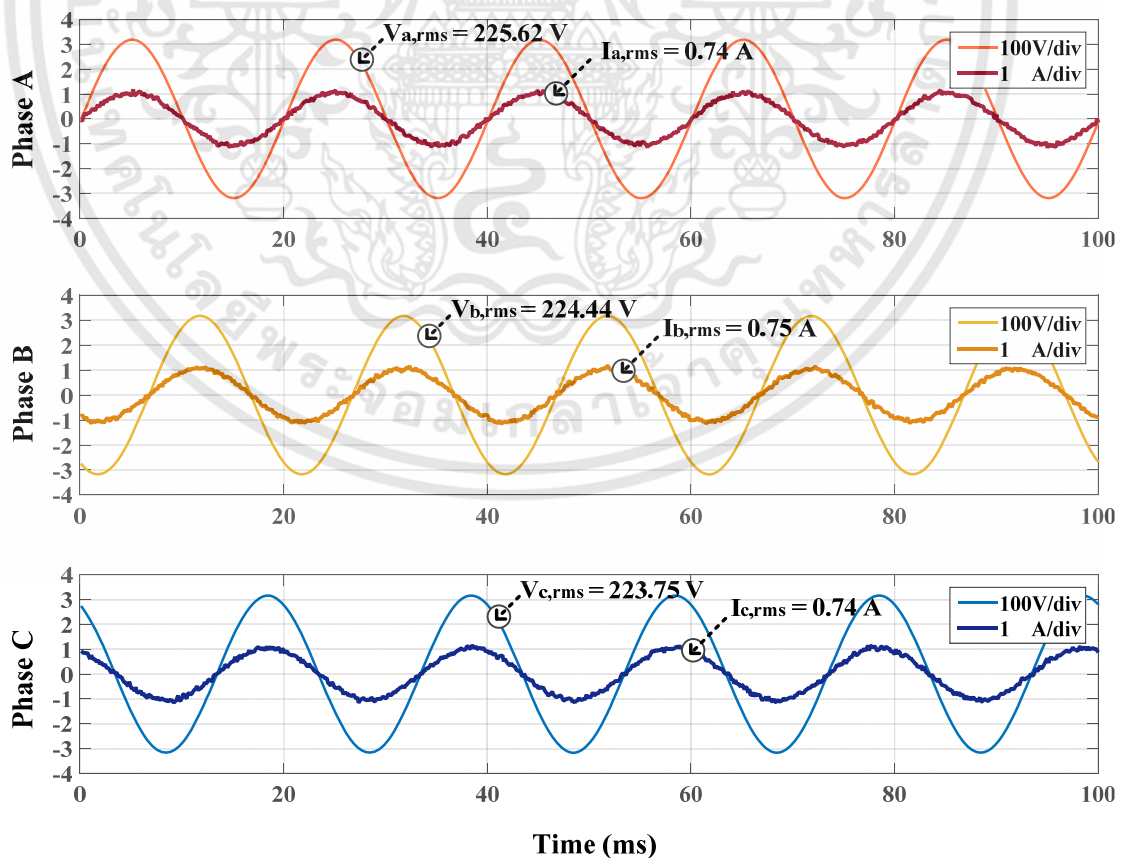 Phase A
4
3
2
1
0
-1
-2
-3
-4
Va,rms = 225.62 V
Ia,rms = 0.74 A
100V/div
1 A/div
0 20 40 60 80 100
Phase B
4
3
2
1
0
-1
-2
-3
-4
Vb,rms = 224.44 V
Ib,rms = 0.75 A
100V/div
1 A/div
0 20 40 60 80 100
Phase C
4
3
2
1
0
-1
-2
-3
-4
Vc,rms = 223.75 V
Ic,rms = 0.74 A
100V/div
1 A/div
0 20 40 60 80 100
Time (ms)